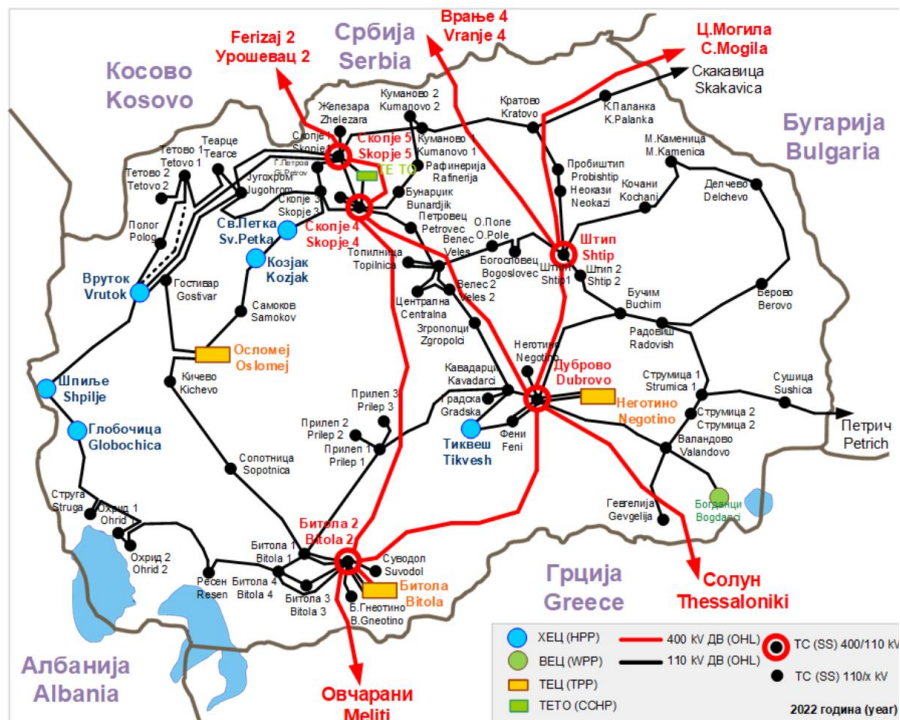 Ferizaj 2
Урошевац 2
Србија
Serbia
Врање 4
Vranje 4
Ц.Могила
C.Mogila
Косово
Kosovo
Скакавица
Skakavica
Бугарија
Bulgaria
Железара
Zhelezara
Куманово 2
Kumanovo 2
Кратово
Kratovo
К.Паланка
K.Palanka
Скопје 1
Скопје 5
Skopje 5
Куманово 1
Kumanovo 1
М.Каменица
M.Kamenica
Тетово 2
Tetovo 2
Тетово 1
Tetovo 1
Теарце
Tearce
Г.Петров
Gj.Petrov
TE TO
Рафинерија
Rafinerija
Пробиштип
Probishtip
Неокази
Neokazi
Југохром
Jugohrom
Скопје 3
Skopje 3
Бунарџик
Bunardjik
Кочани
Kochani
Делчево
Delchevo
Полог
Polog
Св.Петка
Sv.Petka
Скопје 4
Skopje 4
Петровец
Petrovec
О.Поле
O.Pole
Штип
Shtip
Козјак
Kozjak
Топилница
Topilnica
Велес
Veles
Богословец
Bogoslovec
Штип 1
Shtip1
Штип 2
Shtip 2
Вруток
Vrutok
Гостивар
Gostivar
Централна
Centralna
Велес 2
Veles 2
Бучим
Buchim
Берово
Berovo
Самоков
Samokov
Згрополци
Zgropolci
Радовиш
Radovish
Осломеј
Oslomej
Неготино
Negotino
Шпиље
Shpilje
Кичево
Kichevo
Кавадарци
Kavadarci
Дуброво
Dubrovo
Струмица 1
Strumica 1
Сушица
Sushica
Прилеп 3
Prilep 3
Градска
Gradska
Неготино
Negotino
Струмица 2
Strumica 2
Глобочица
Globochica
Прилеп 2
Prilep 2
Тиквеш
Tikvesh
Фени
Feni
Петрич
Petrich
Прилеп 1
Prilep 1
Валандово
Valandovo
Сопотница
Sopotnica
Струга
Struga
Охрид 1
Ohrid 1
Гевгелија
Gevgelija
Богданци
Bogdanci
Битола 2
Bitola 2
Охрид 2
Ohrid 2
Битола 1
Bitola 1
Суводол
Suvodol
Ресен
Resen
Битола 4
Bitola 4
Битола 3
Bitola 3
Битола
Bitola
Б.Гнеотино
B.Gneotino
Грција
Greece
Солун
Thessaloniki
Албанија
Albania
Овчарани
Meliti
ХЕЦ (HPP)
400 kV ДВ (OHL)
ТС (SS) 400/110 kV
ВЕЦ (WPP)
110 kV ДВ (OHL)
ТЕЦ (TPP)
ТС (SS) 110/x kV
ТЕТО (CCHP)
2022 година (year)